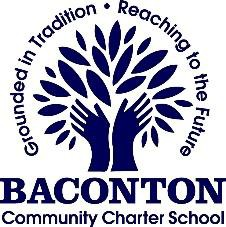 Grounded in Tradition • Reaching to the Future
BACONTON
Community Charter School